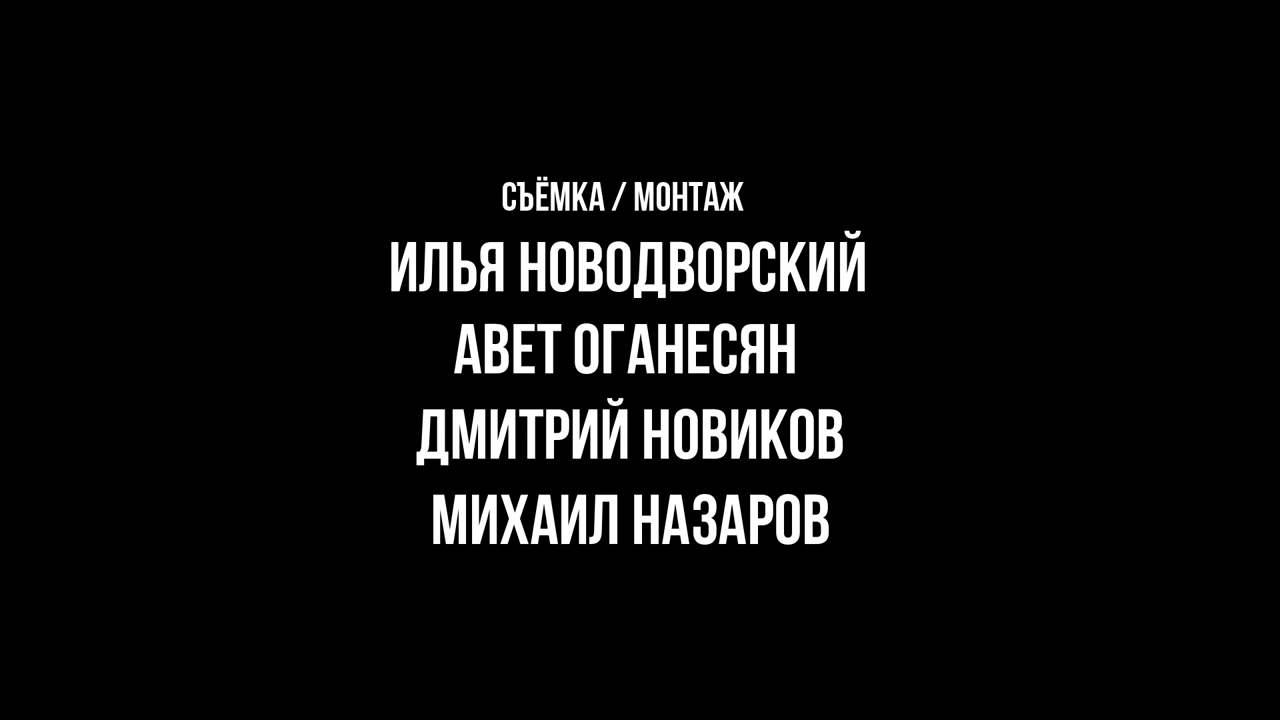 СЪЁМКА / МОНТАЖ
ИЛЬЯ НОВОДВОРСКИЙ
АВЕТ ОГАНЕСЯН
ДМИТРИЙ НОВИКОВ
МИХАИЛ НАЗАРОВ